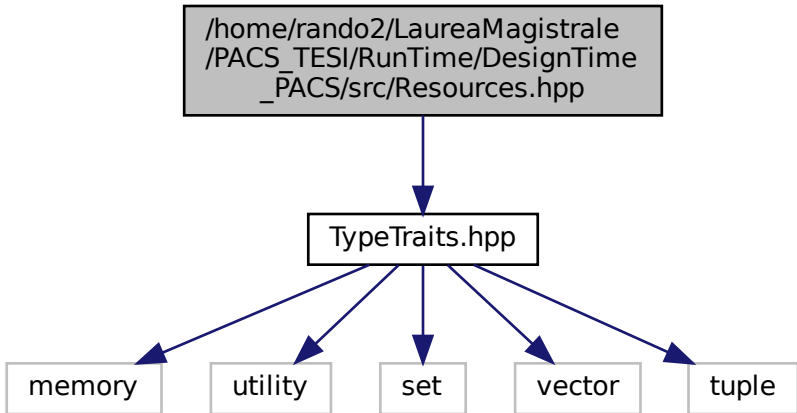 /home/rando2/LaureaMagistrale
/PACS_TESI/RunTime/DesignTime
_PACS/src/Resources.hpp
TypeTraits.hpp
memory
utility
set
vector
tuple